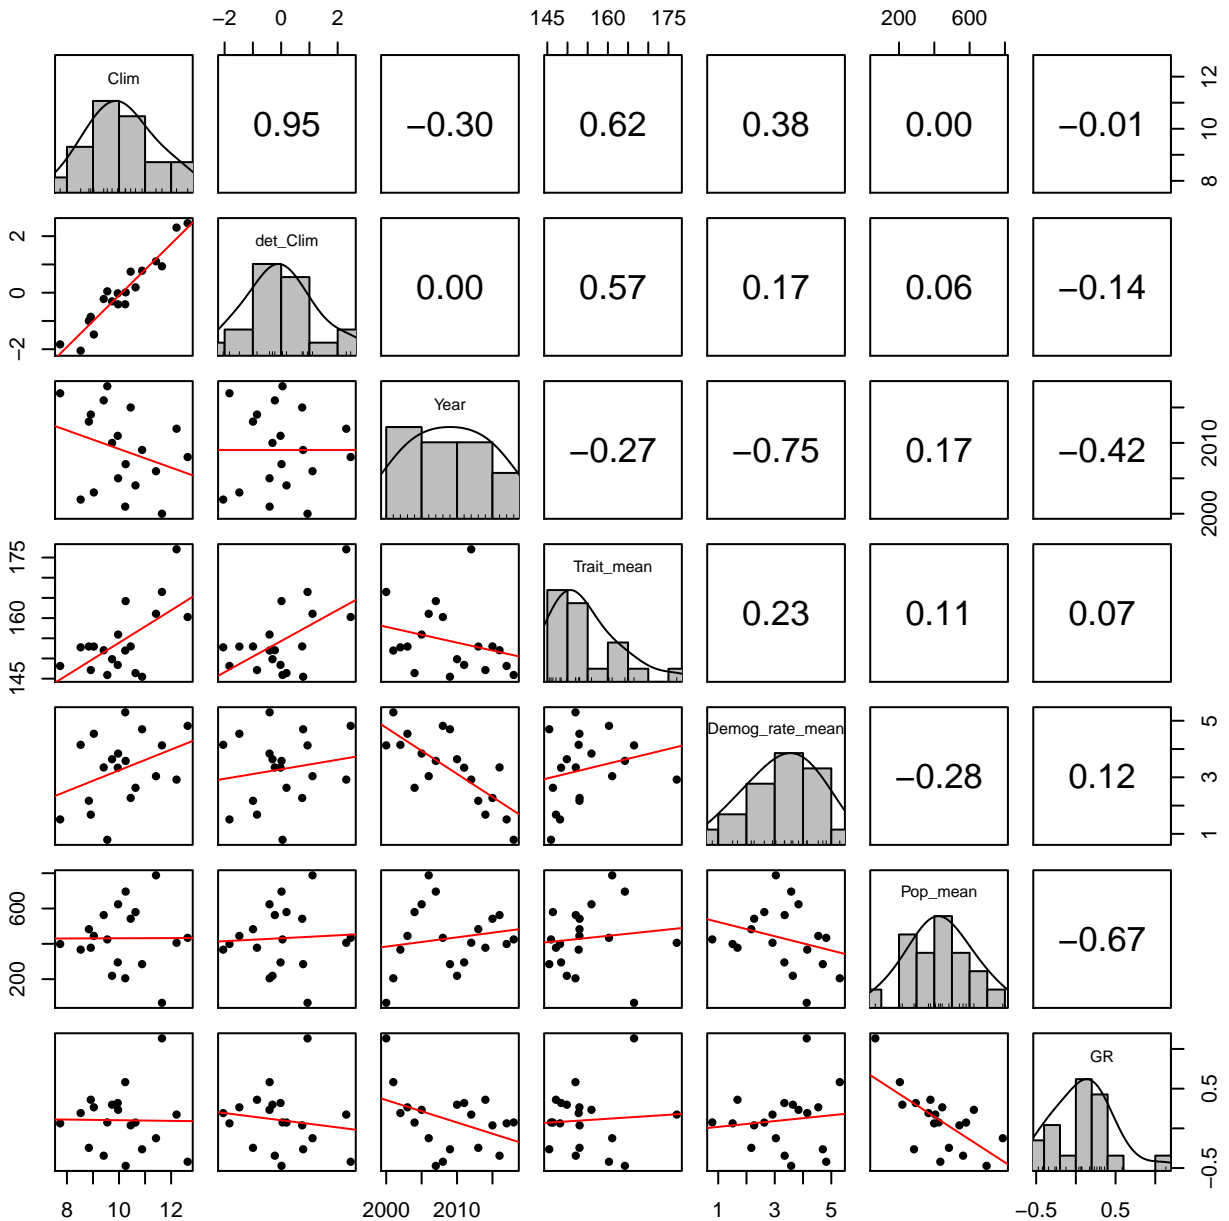 −2 0 2 145 160 175 200 600
Clim 0.95 −0.30 0.62 0.38 0.00 −0.01 8 10 12
−2 0 2 det_Clim 0.00 0.57 0.17 0.06 −0.14
Year −0.27 −0.75 0.17 −0.42 2000 2010
145 160 175 Trait_mean 0.23 0.11 0.07
Demog_rate_mean −0.28 0.12 1 3 5
200 600 Pop_mean −0.67
GR −0.5 0.5
8 10 12 2000 2010 1 3 5 −0.5 0.5